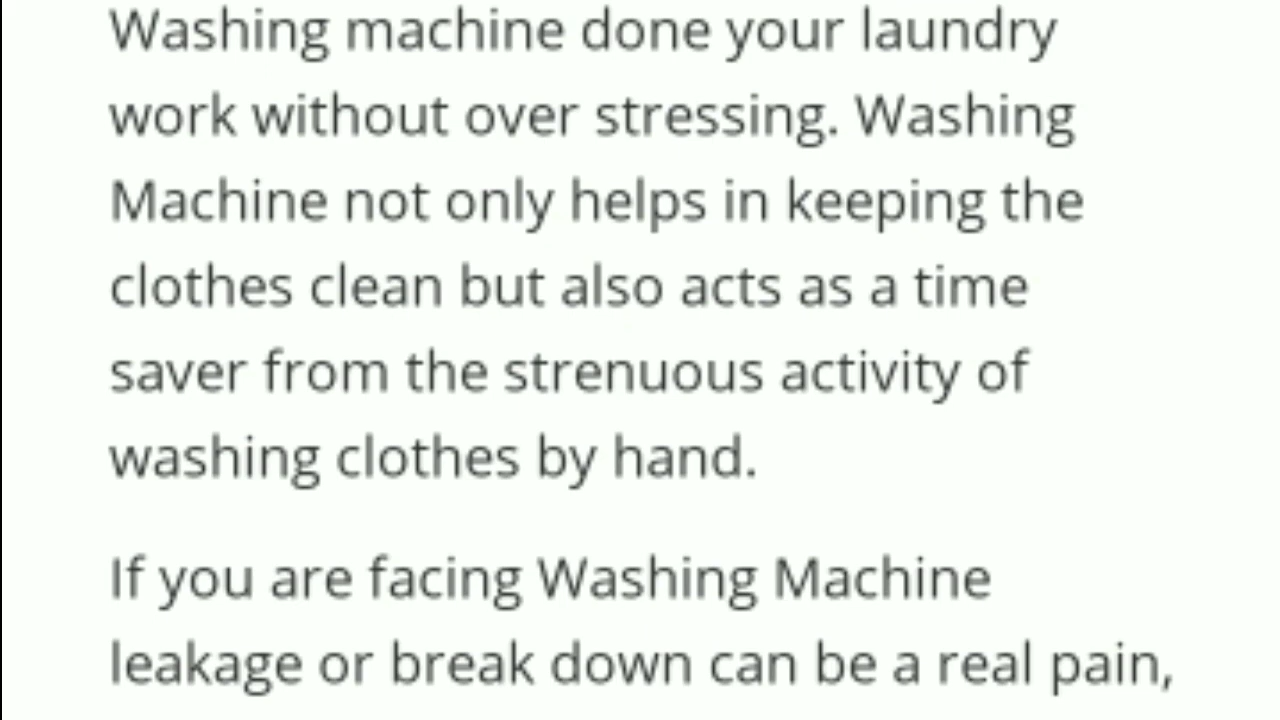 Washing machine done your laundry
work without over stressing. Washing
Machine not only helps in keeping the
clothes clean but also acts as a time
saver from the strenuous activity of
washing clothes by hand.
If you are facing Washing Machine
leakage or break down can be a real pain,